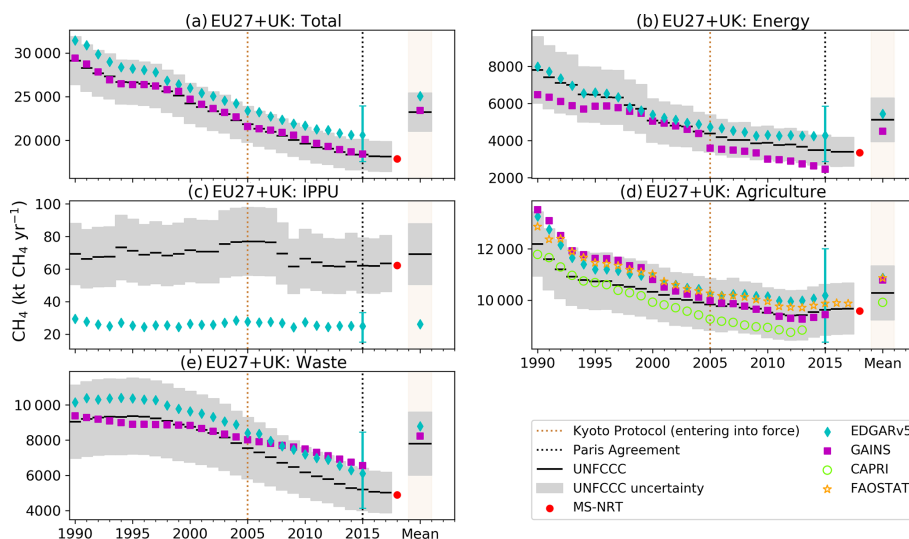 (a) EU27+UK: Total
30 000
25 000
20 000
(b) EU27+UK: Energy
8000
6000
4000
2000
(c) EU27+UK: IPPU
100
80
60
40
20
CH₄ (kt CH₄ yr⁻¹)
(d) EU27+UK: Agriculture
12 000
10 000
1990 1995 2000 2005 2010 2015 Mean
(e) EU27+UK: Waste
10 000
8000
6000
4000
1990 1995 2000 2005 2010 2015 Mean
Kyoto Protocol (entering into force)
Paris Agreement
UNFCCC
UNFCCC uncertainty
MS-NRT
EDGARv5
GAINS
CAPRI
FAOSTAT